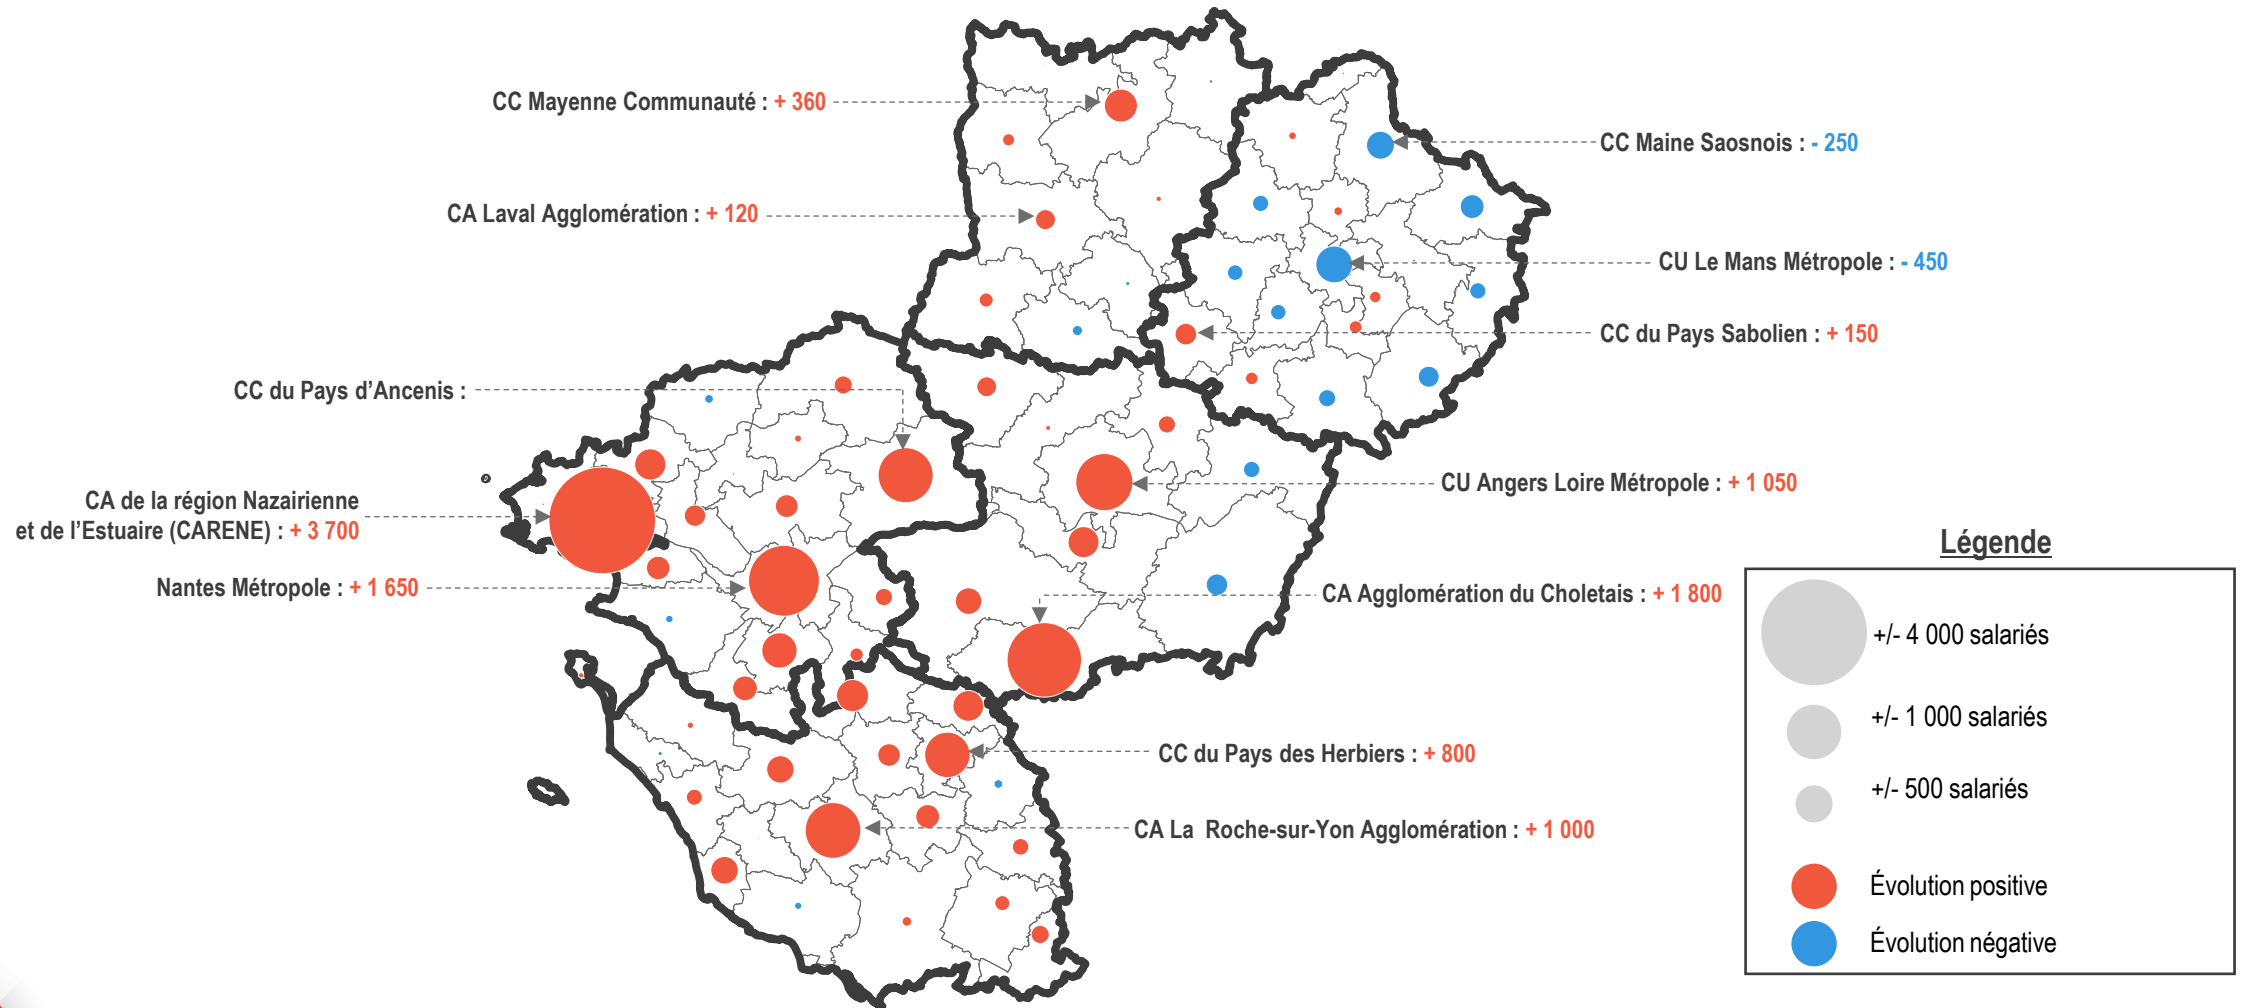 CC Mayenne Communauté : + 360
CC Maine Saosnois : - 250
CA Laval Agglomération : + 120
CU Le Mans Métropole : - 450
CC du Pays Sabolien : + 150
CC du Pays d’Ancenis :
CU Angers Loire Métropole : + 1 050
CA de la région Nazairienne
et de l’Estuaire (CARENE) : + 3 700
Nantes Métropole : + 1 650
CA Agglomération du Choletais : + 1 800
CC du Pays des Herbiers : + 800
CA La Roche-sur-Yon Agglomération : + 1 000
Légende
+/- 4 000 salariés
+/- 1 000 salariés
+/- 500 salariés
Évolution positive
Évolution négative